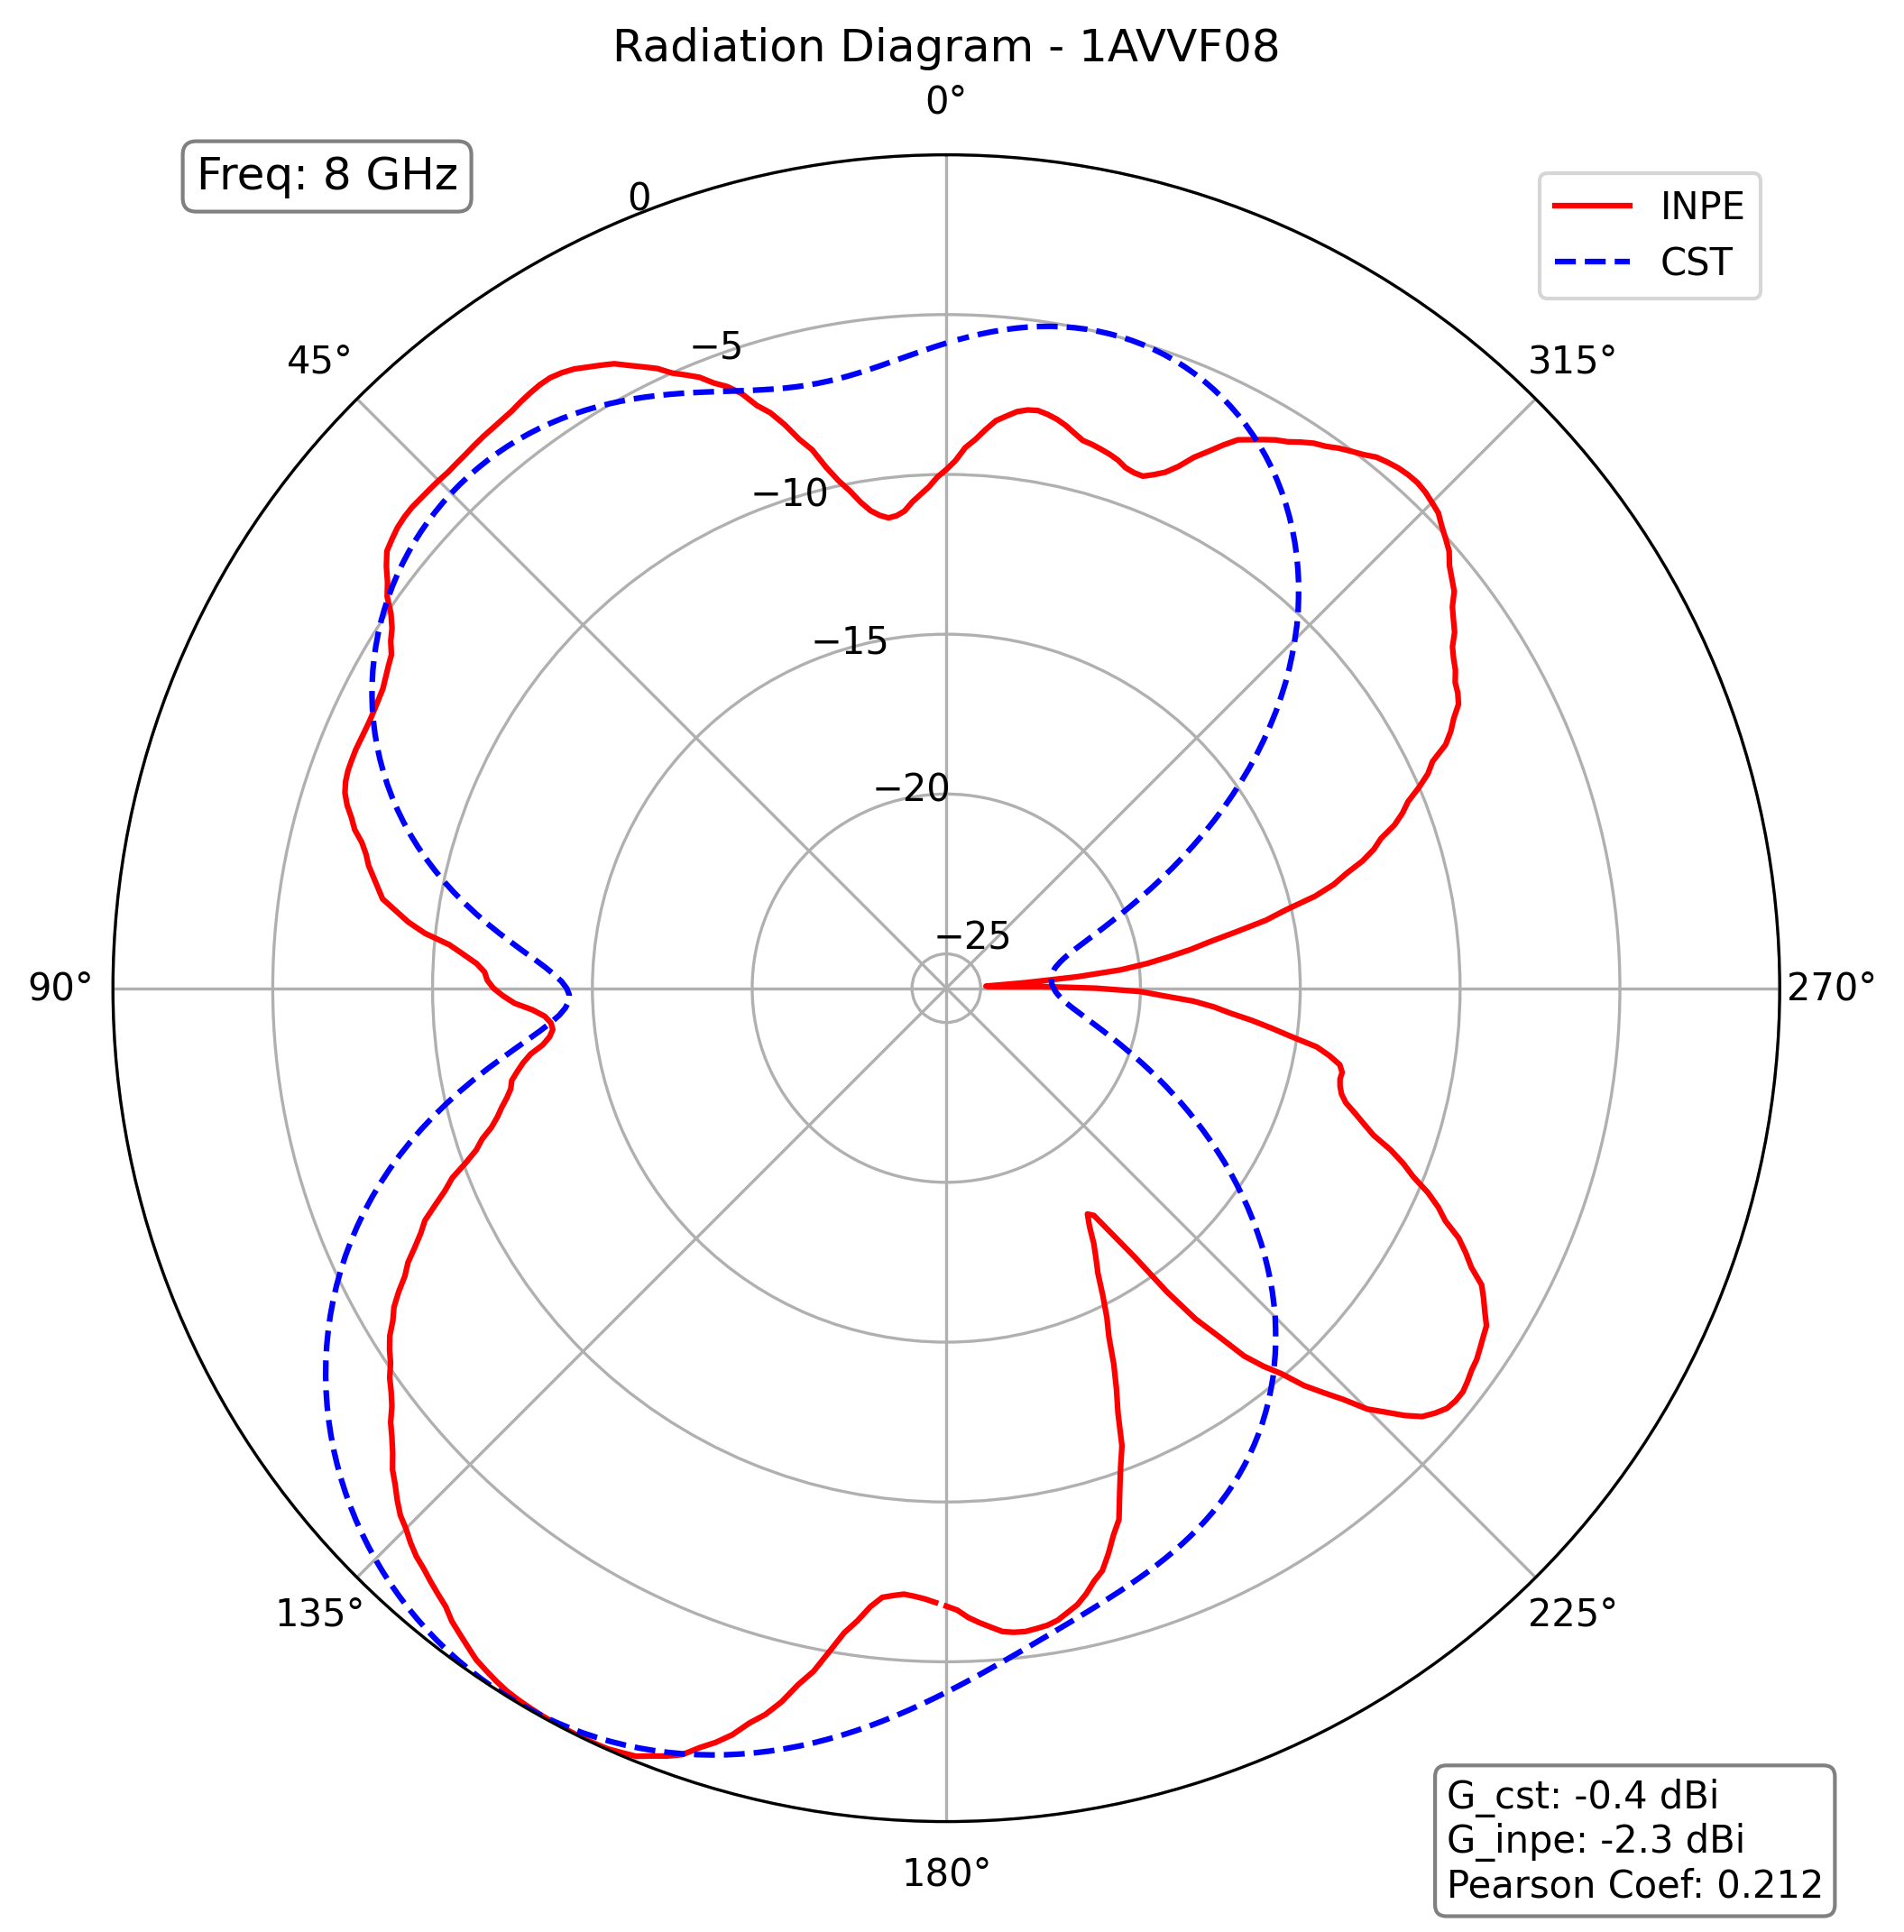 Radiation Diagram - 1AVVF08
0°
Freq: 8 GHz
0
INPE
CST
45°
−5
315°
−10
−15
−20
−25
90°
270°
135°
225°
180°
G_cst: -0.4 dBi
G_inpe: -2.3 dBi
Pearson Coef: 0.212